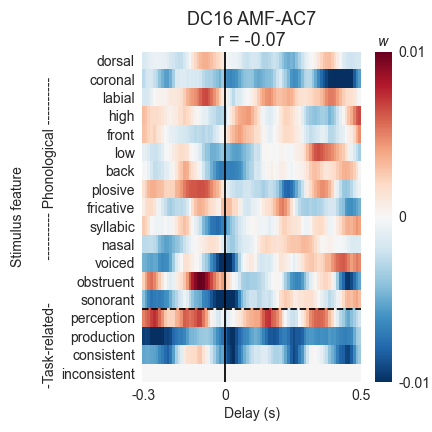 DC16 AMF-AC7
r = -0.07
w
dorsal
coronal
labial
high
front
low
back
plosive
fricative
syllabic
nasal
voiced
obstruent
sonorant
perception
production
consistent
inconsistent
Stimulus feature
-Task-related- ---------- Phonological ----------
0.01
0
-0.01
-0.3
0
0.5
Delay (s)